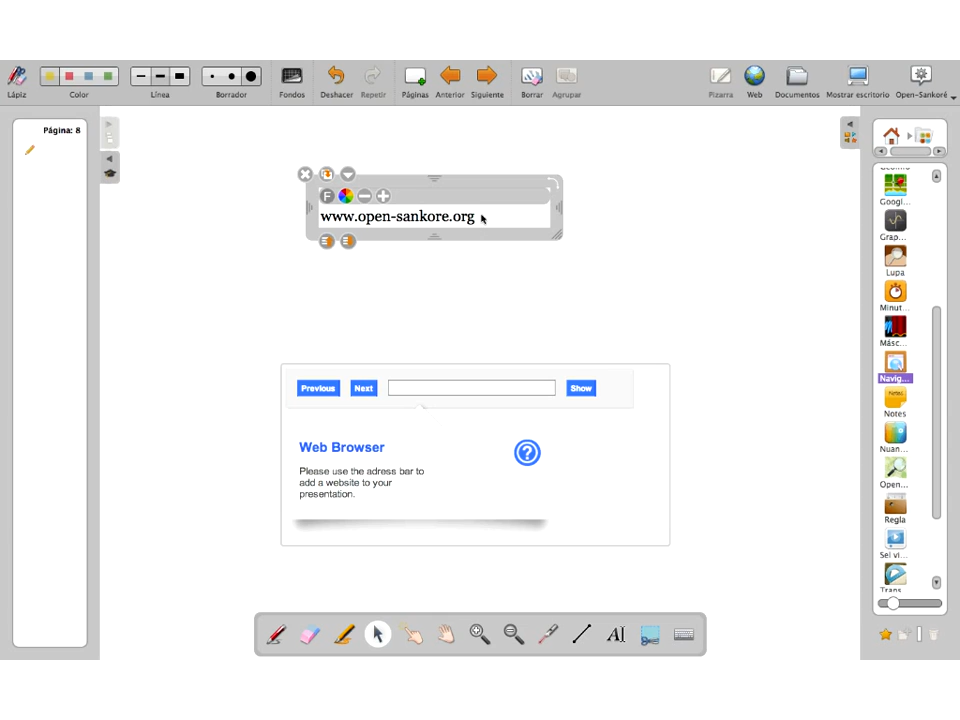 Lápiz
Color
Línea
Borrador
Fondos
Deshacer
Repetir
Páginas
Anterior
Siguiente
Borrar
Agrupar
Pizarra
Web
Documentos
Mostrar escritorio
Open-Sankoré
Página: 8
F
www.open-sankore.org
Previous
Next
Show
Web Browser
?
Please use the adress bar to
add a website to your
presentation.
Googl...
Grap...
Lupa
Minut...
Másc...
Navig...
Notes
Notes
Nuan...
Open...
Regla
Sel vi...
Trans
AI